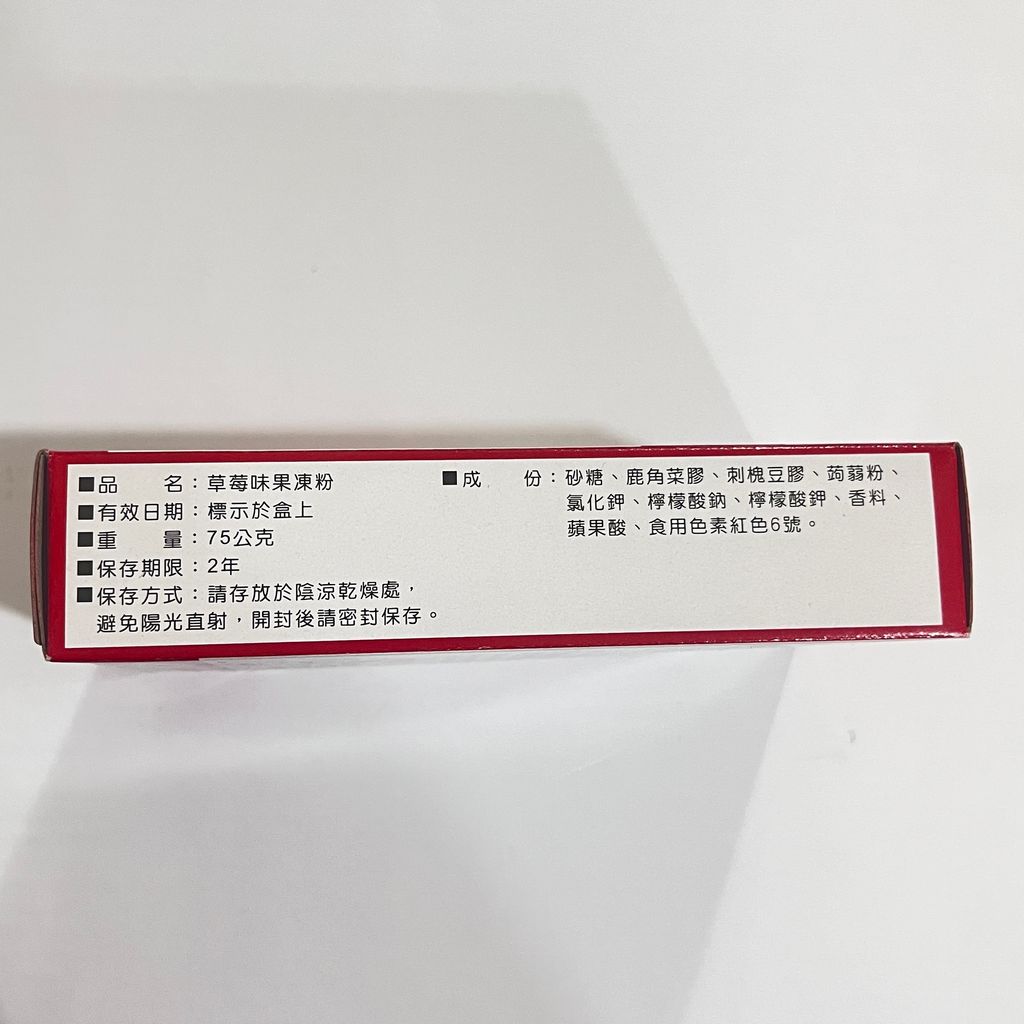 ■品　　名：草莓味果凍粉
■有效日期：標示於盒上
■重　　量：75公克
■保存期限：2年
■保存方式：請存放於陰涼乾燥處，
避免陽光直射，開封後請密封保存。
■成　　份：砂糖、鹿角菜膠、刺槐豆膠、蒟蒻粉、
氯化鉀、檸檬酸鈉、檸檬酸鉀、香料、
蘋果酸、食用色素紅色6號。